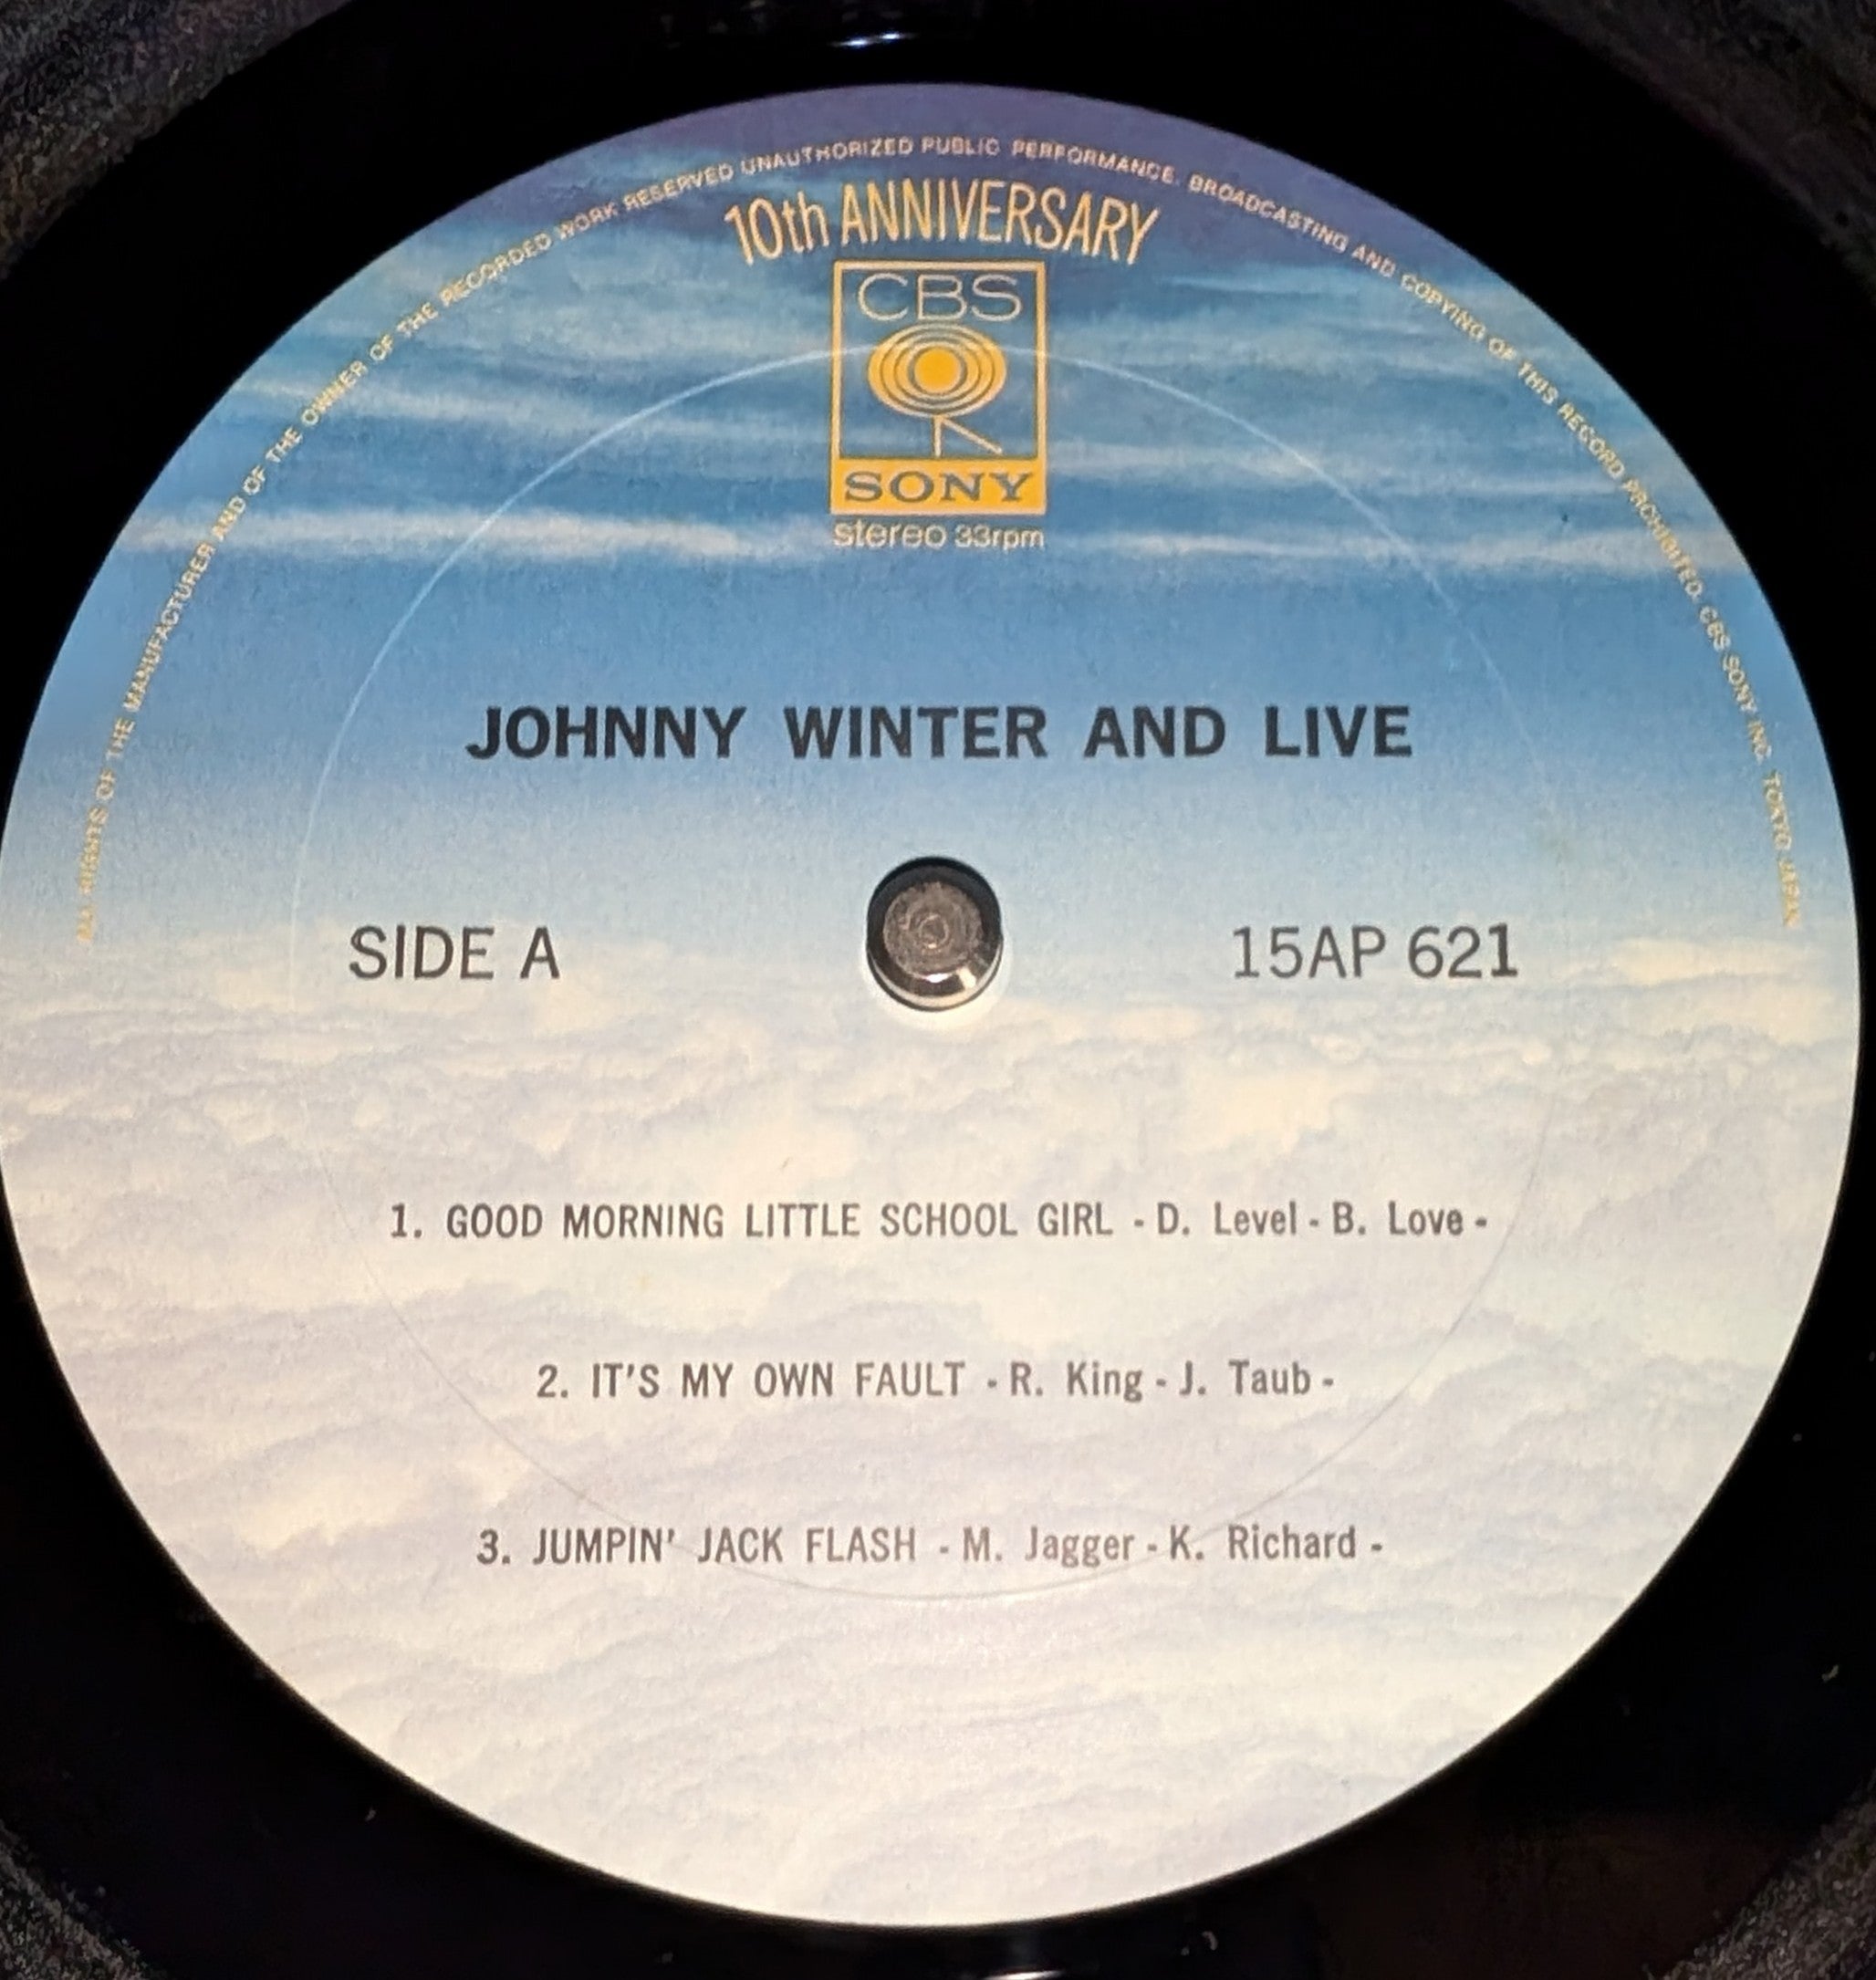 ALL RIGHTS OF THE MANUFACTURER AND OF THE OWNER OF THE RECORDED WORK RESERVED UNAUTHORIZED PUBLIC PERFORMANCE. BROADCASTING AND COPYING OF THIS RECORD PROHIBITED. CBS SONY INC. TOKYO JAPAN
10th ANNIVERSARY
CBS
SONY
stereo 33rpm
JOHNNY WINTER AND LIVE
SIDE A
15AP 621
1. GOOD MORNING LITTLE SCHOOL GIRL - D. Level - B. Love -
2. IT'S MY OWN FAULT - R. King - J. Taub -
3. JUMPIN' JACK FLASH - M. Jagger - K. Richard -